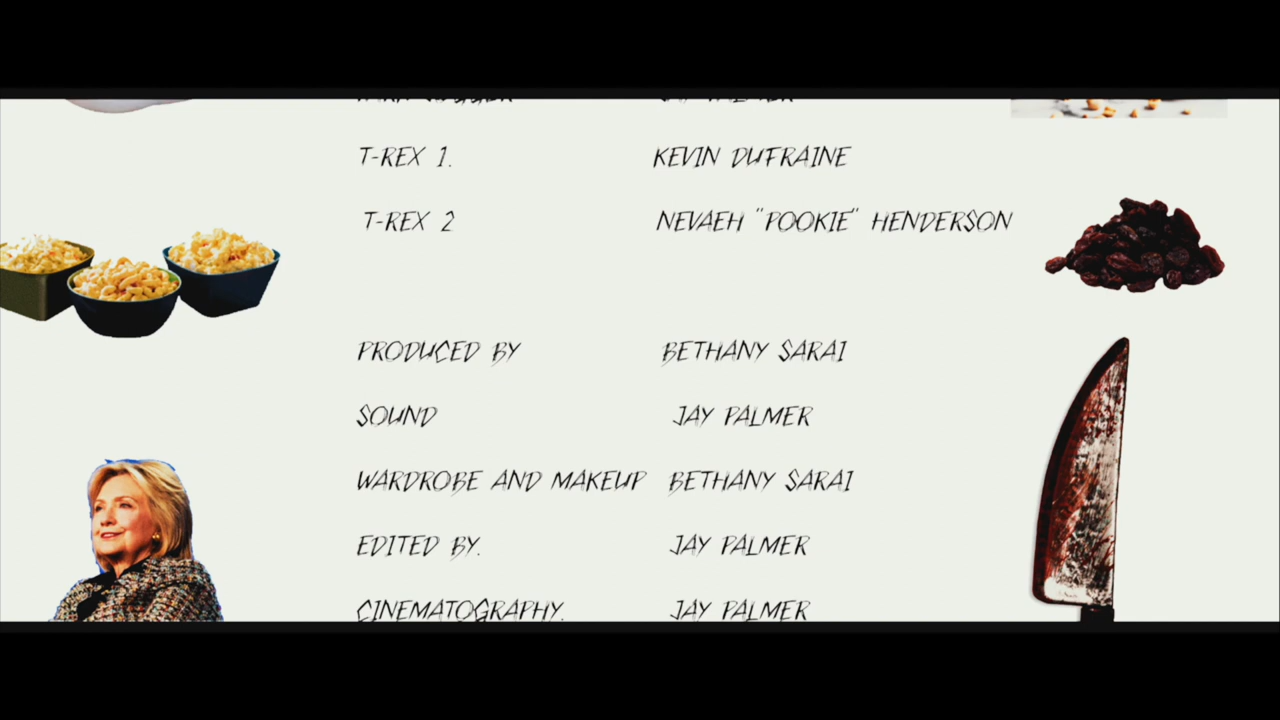 T-REX 1. KEVIN DUFRAINE
T-REX 2 NEVAEH "POOKIE" HENDERSON
PRODUCED BY BETHANY SARAI
SOUND JAY PALMER
WARDROBE AND MAKEUP BETHANY SARAI
EDITED BY. JAY PALMER
CINEMATOGRAPHY. JAY PALMER